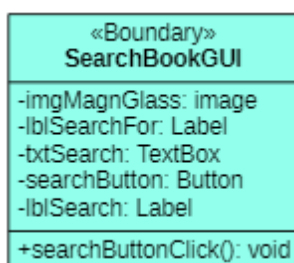 «Boundary»
SearchBookGUI
-imgMagnGlass: image
-lblSearchFor: Label
-txtSearch: TextBox
-searchButton: Button
-lblSearch: Label
+searchButtonClick(): void